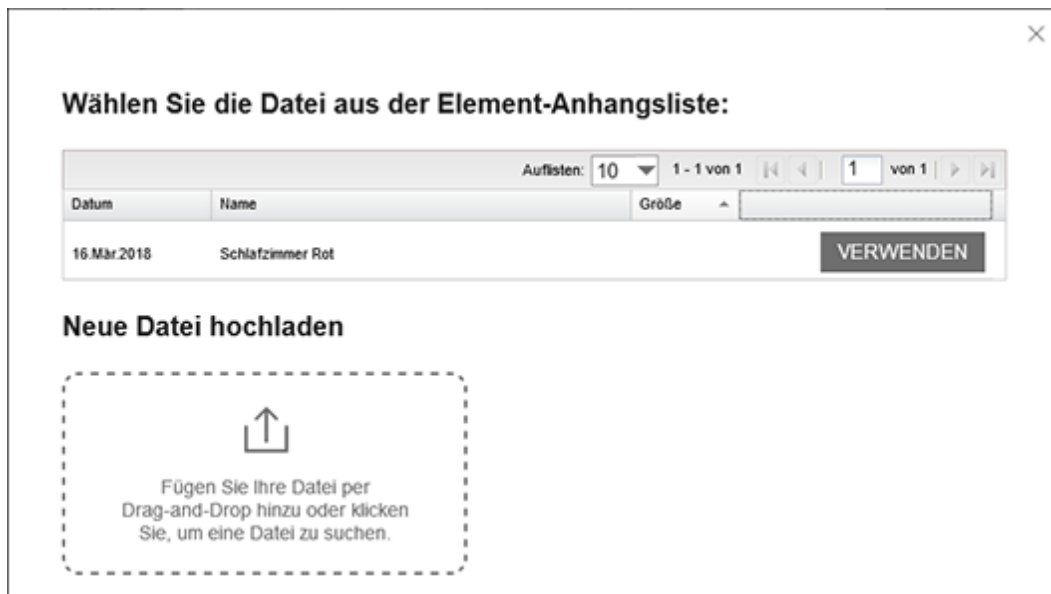 Wählen Sie die Datei aus der Element-Anhangsliste:
Auflisten: 10 1 - 1 von 1 1 von 1
Datum Name Größe
16.Mär.2018 Schlafzimmer Rot VERWENDEN
Neue Datei hochladen
Fügen Sie Ihre Datei per
Drag-and-Drop hinzu oder klicken
Sie, um eine Datei zu suchen.